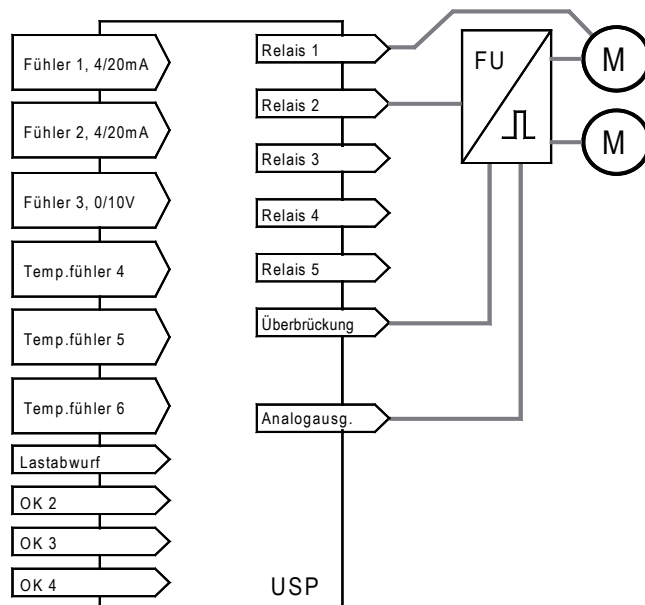 Fühler 1, 4/20mA
Fühler 2, 4/20mA
Fühler 3, 0/10V
Temp.fühler 4
Temp.fühler 5
Temp.fühler 6
Lastabwurf
OK 2
OK 3
OK 4
Relais 1
Relais 2
Relais 3
Relais 4
Relais 5
Überbrückung
Analogausg.
USP
FU
M
M